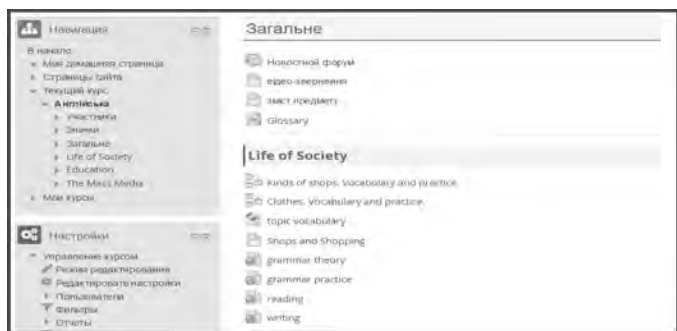 Навигация
В начало
Моя домашняя страница
Страницы сайта
Текущий курс
Англійська
Участники
Значки
Загальне
Life of Society
Education
The Mass Media
Мои курсы
Настройки
Управление курсом
Режим редактирования
Редактировать настройки
Пользователи
Фильтры
Отчеты
Загальне
Новостной форум
відео-звернення
зміст предмету
Glossary
Life of Society
Kinds of shops. Vocabulary and practice.
Clothes. Vocabulary and practice.
topic vocabulary
Shops and Shopping
grammar theory
grammar practice
reading
writing